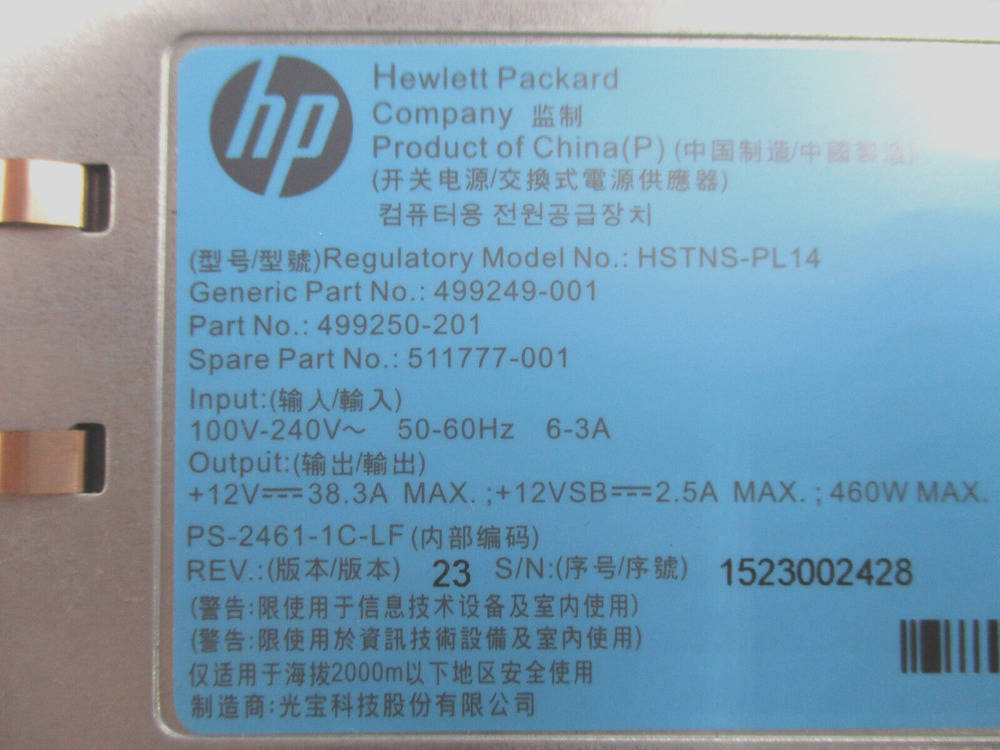 hp
Hewlett Packard
Company 监制
Product of China(P) (中国制造/中國製造)
(开关电源/交換式電源供應器)
컴퓨터용 전원공급장치
(型号/型號)Regulatory Model No.: HSTNS-PL14
Generic Part No.: 499249-001
Part No.: 499250-201
Spare Part No.: 511777-001
Input:(输入/輸入)
100V-240V～ 50-60Hz 6-3A
Output:(输出/輸出)
+12V⎓38.3A MAX. ;+12VSB⎓2.5A MAX. ; 460W MAX.
PS-2461-1C-LF (内部编码)
REV.:(版本/版本) 23 S/N:(序号/序號) 1523002428
(警告:限使用于信息技术设备及室内使用)
(警告:限使用於資訊技術設備及室內使用)
仅适用于海拔2000m以下地区安全使用
制造商:光宝科技股份有限公司